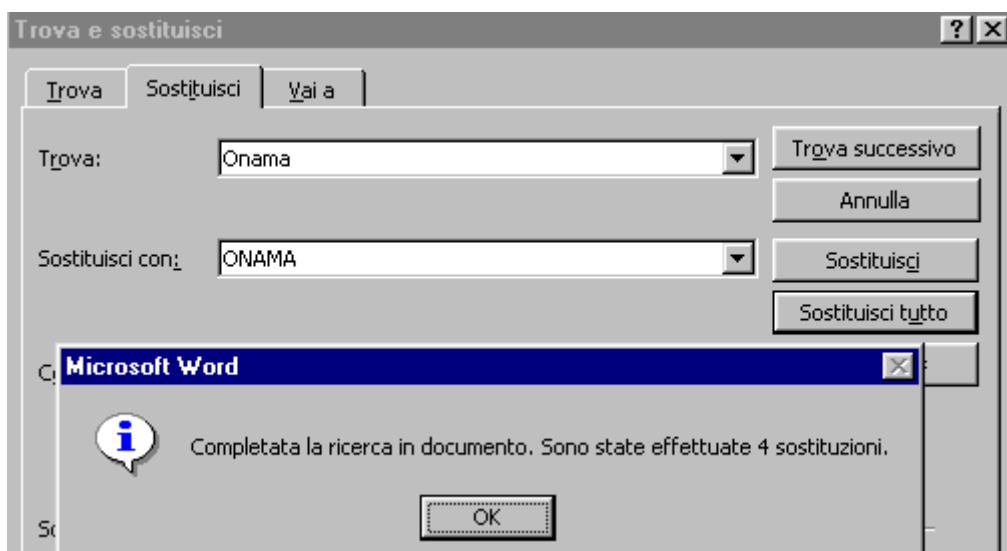 Trova e sostituisci
Trova Sostituisci Vai a
Trova: Onama Trova successivo
Annulla
Sostituisci con: ONAMA Sostituisci
Sostituisci tutto
Microsoft Word
Completata la ricerca in documento. Sono state effettuate 4 sostituzioni.
OK